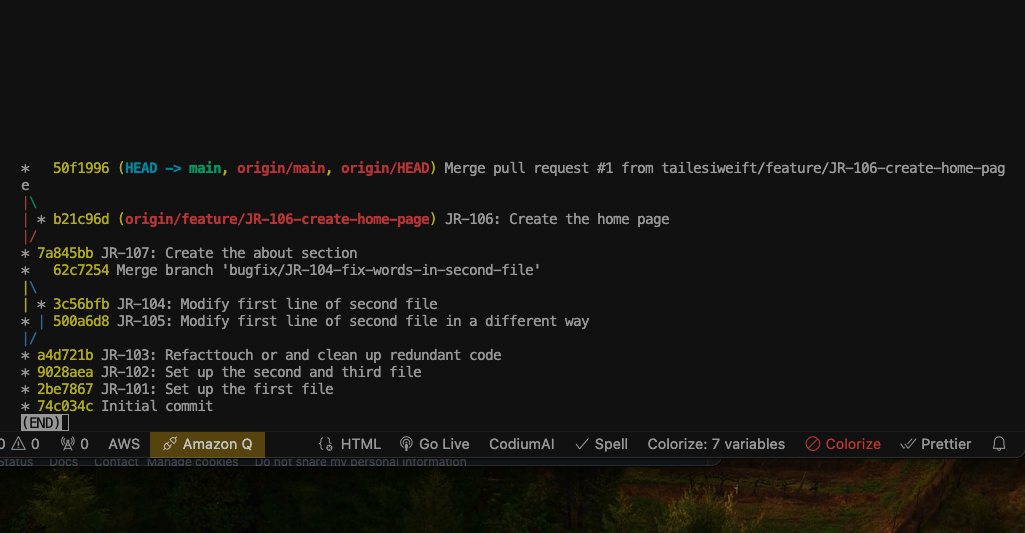 * 50f1996 (HEAD -> main, origin/main, origin/HEAD) Merge pull request #1 from tailesiweift/feature/JR-106-create-home-pag
e
|\
| * b21c96d (origin/feature/JR-106-create-home-page) JR-106: Create the home page
|/
* 7a845bb JR-107: Create the about section
* 62c7254 Merge branch 'bugfix/JR-104-fix-words-in-second-file'
|\
| * 3c56bfb JR-104: Modify first line of second file
* | 500a6d8 JR-105: Modify first line of second file in a different way
|/
* a4d721b JR-103: Refacttouch or and clean up redundant code
* 9028aea JR-102: Set up the second and third file
* 2be7867 JR-101: Set up the first file
* 74c034c Initial commit
(END)
0 0 0 AWS Amazon Q HTML Go Live CodiumAI Spell Colorize: 7 variables Colorize Prettier
Status Docs Contact Manage cookies Do not share my personal information